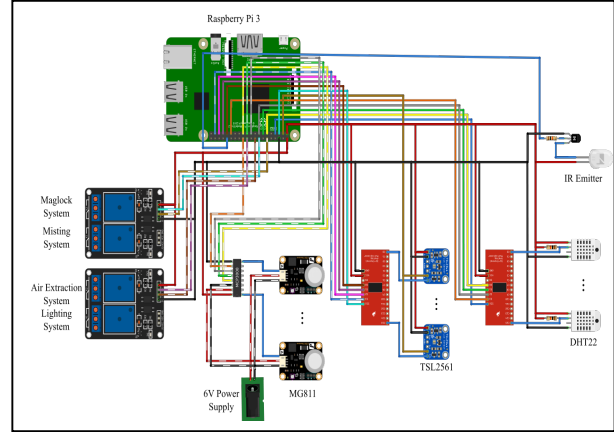 Raspberry Pi 3
IR Emitter
Maglock
System
Misting
System
Air Extraction
System
Lighting
System
DHT22
TSL2561
MG811
6V Power
Supply